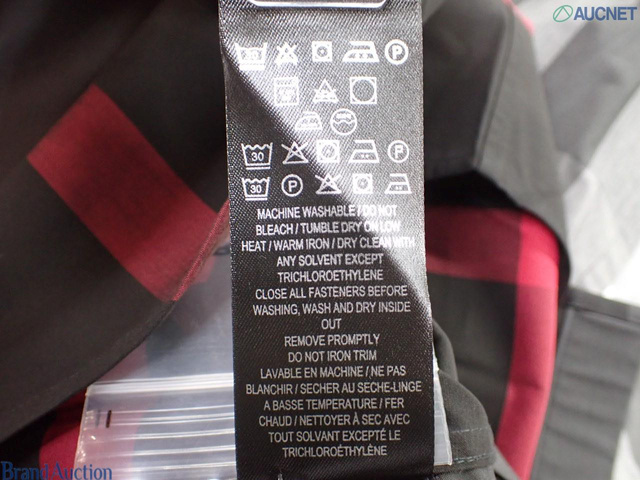 AUCNET
P
30
F
30
P
MACHINE WASHABLE / DO NOT
BLEACH / TUMBLE DRY ON LOW
HEAT / WARM IRON / DRY CLEAN WITH
ANY SOLVENT EXCEPT
TRICHLOROETHYLENE
CLOSE ALL FASTENERS BEFORE
WASHING, WASH AND DRY INSIDE
OUT
REMOVE PROMPTLY
DO NOT IRON TRIM
LAVABLE EN MACHINE / NE PAS
BLANCHIR / SECHER AU SECHE-LINGE
A BASSE TEMPERATURE / FER
CHAUD / NETTOYER À SEC AVEC
TOUT SOLVANT EXCEPTÉ LE
TRICHLOROÉTHYLÈNE
Brand Auction